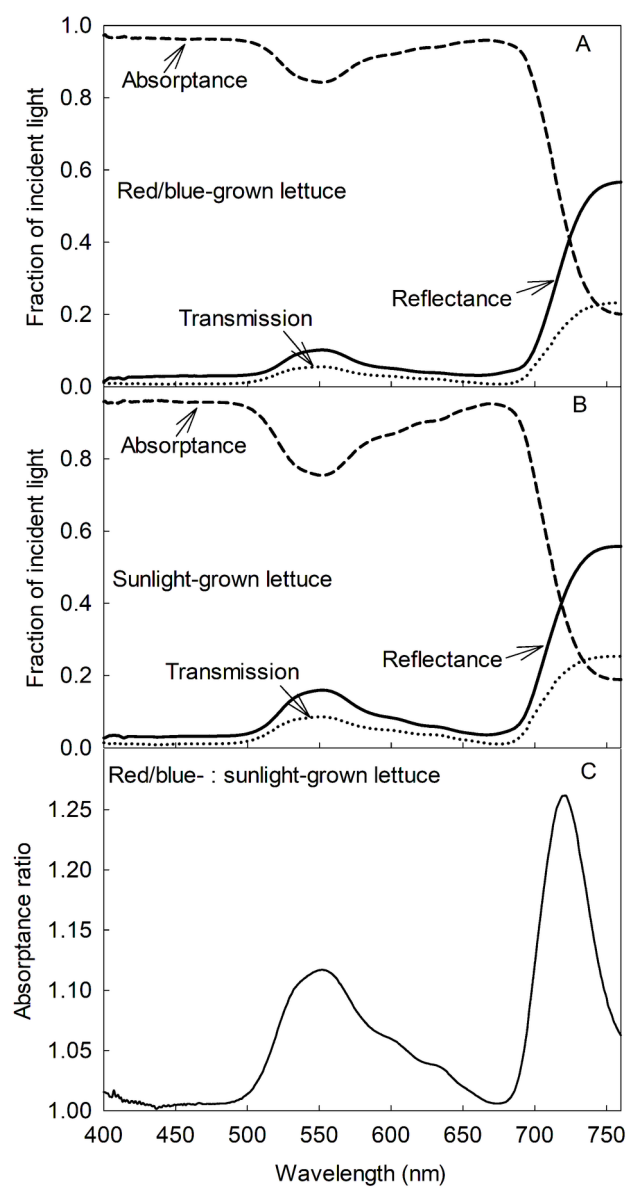 1.0
A
Absorptance
0.8
Fraction of incident light
0.6
Red/blue-grown lettuce
0.4
Reflectance
Transmission
0.2
0.0
B
Absorptance
0.8
Fraction of incident light
0.6
Sunlight-grown lettuce
0.4
Reflectance
Transmission
0.2
0.0
Red/blue- : sunlight-grown lettuce
C
1.25
1.20
Absorptance ratio
1.15
1.10
1.05
1.00
400 450 500 550 600 650 700 750
Wavelength (nm)